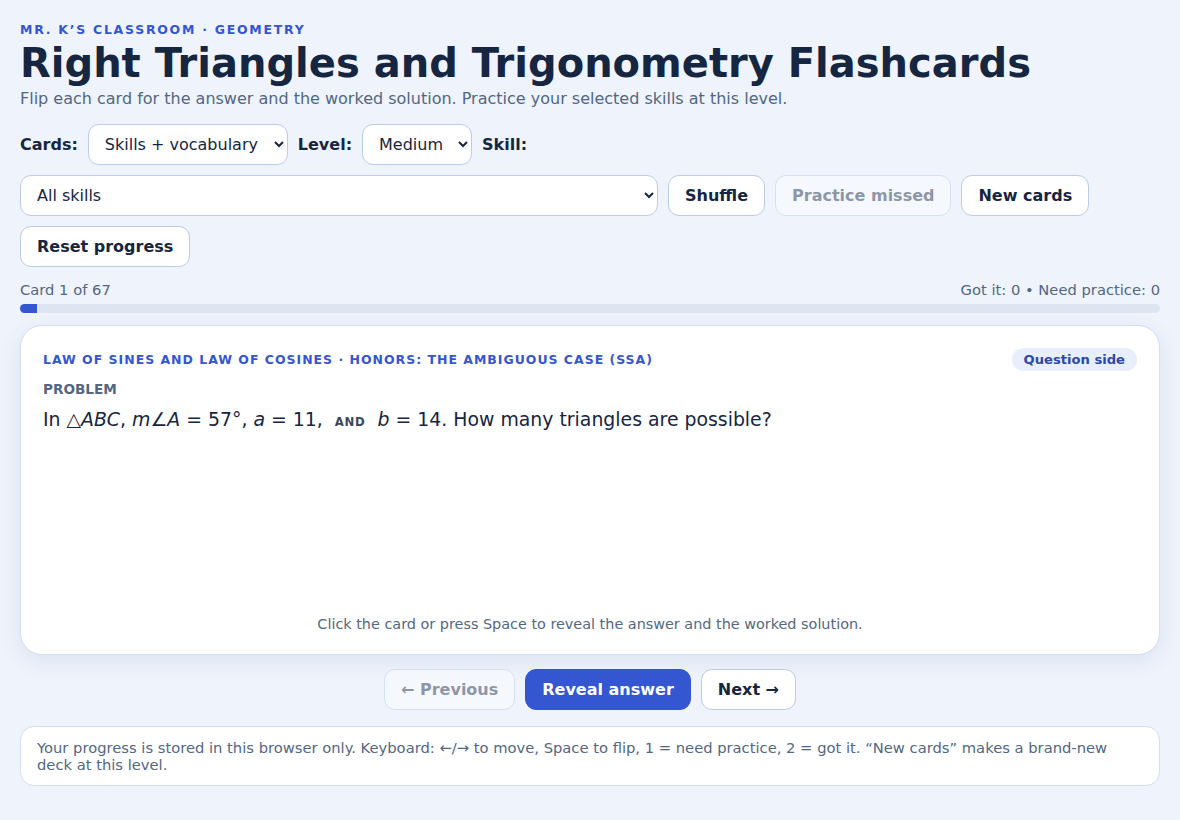 MR. K’S CLASSROOM · GEOMETRY
Right Triangles and Trigonometry Flashcards
Flip each card for the answer and the worked solution. Practice your selected skills at this level.
Cards: Skills + vocabulary Level: Medium Skill:
All skills Shuffle Practice missed New cards
Reset progress
Card 1 of 67 Got it: 0 • Need practice: 0
LAW OF SINES AND LAW OF COSINES · HONORS: THE AMBIGUOUS CASE (SSA) Question side
PROBLEM
In △ABC, m∠A = 57°, a = 11, AND b = 14. How many triangles are possible?
Click the card or press Space to reveal the answer and the worked solution.
← Previous Reveal answer Next →
Your progress is stored in this browser only. Keyboard: ←/→ to move, Space to flip, 1 = need practice, 2 = got it. “New cards” makes a brand-new
deck at this level.